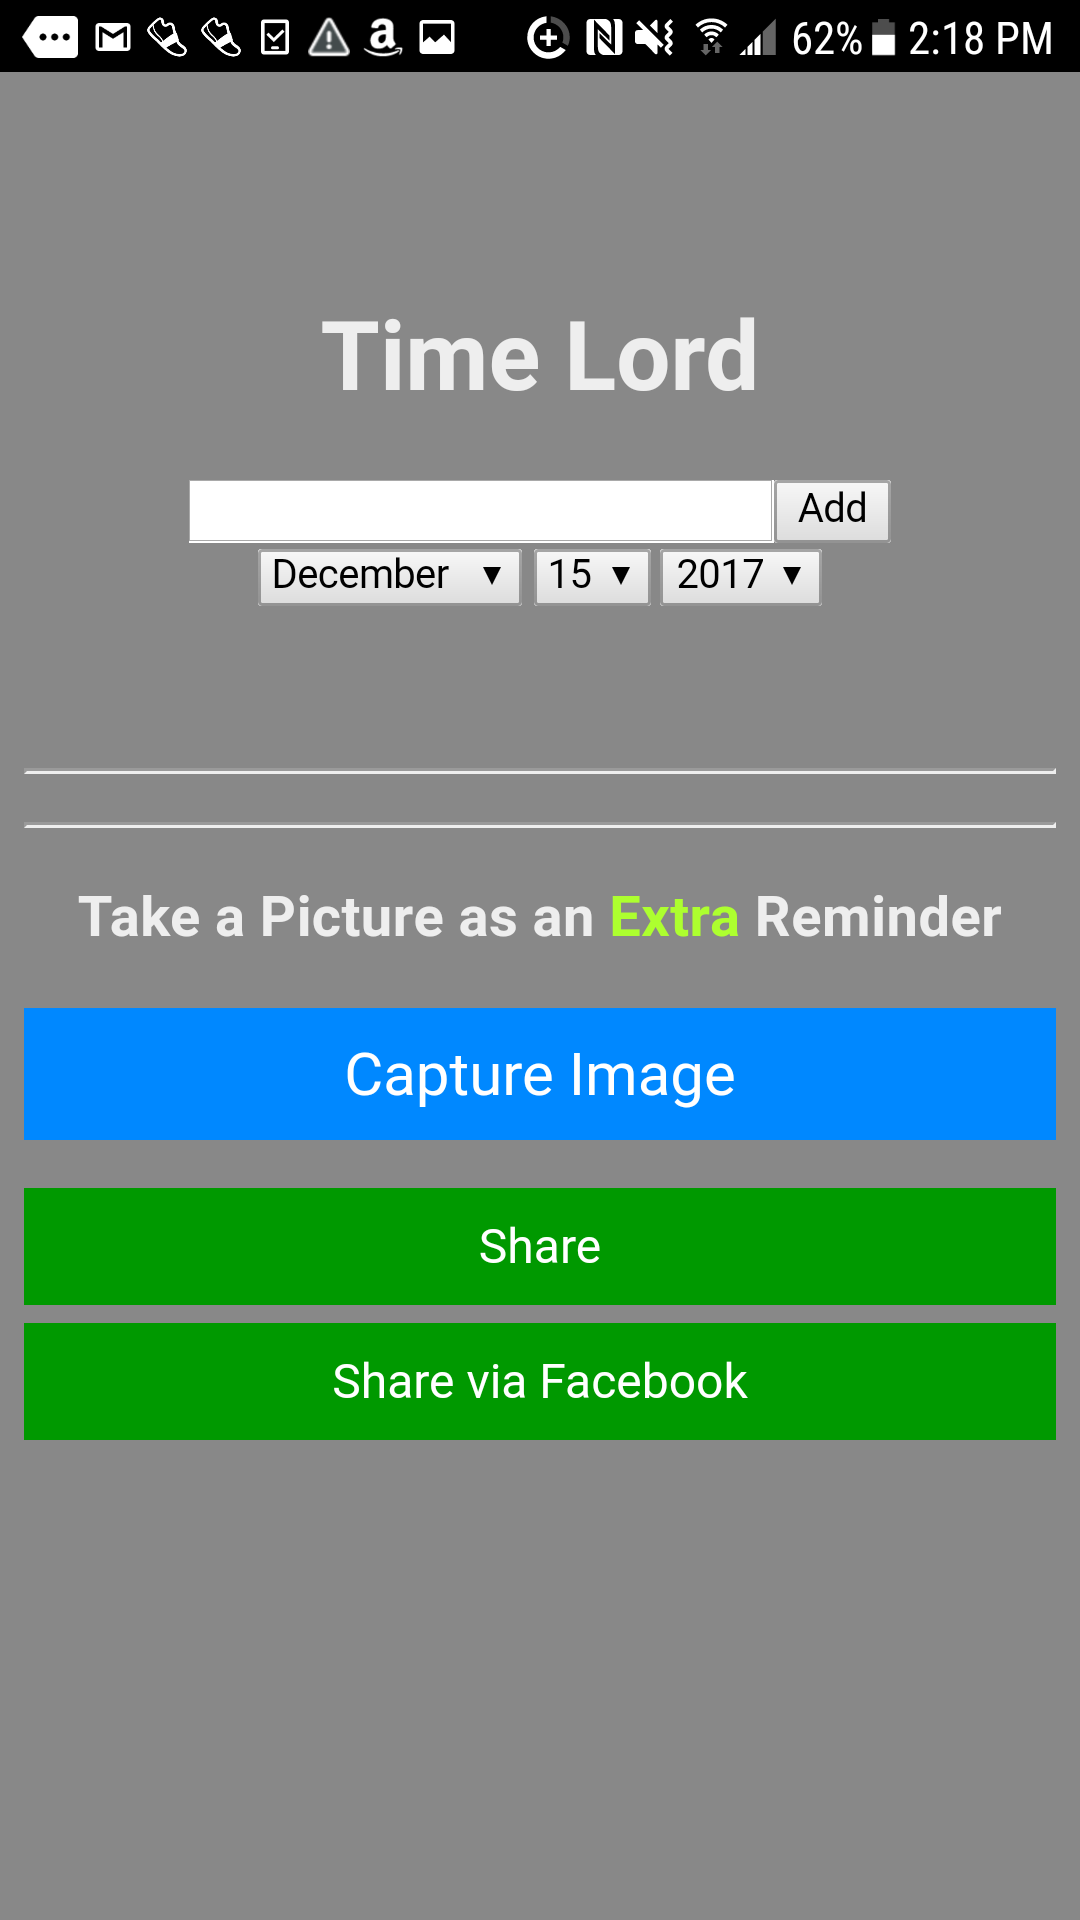 62% 2:18 PM
Time Lord
Add
December 15 2017
Take a Picture as an Extra Reminder
Capture Image
Share
Share via Facebook